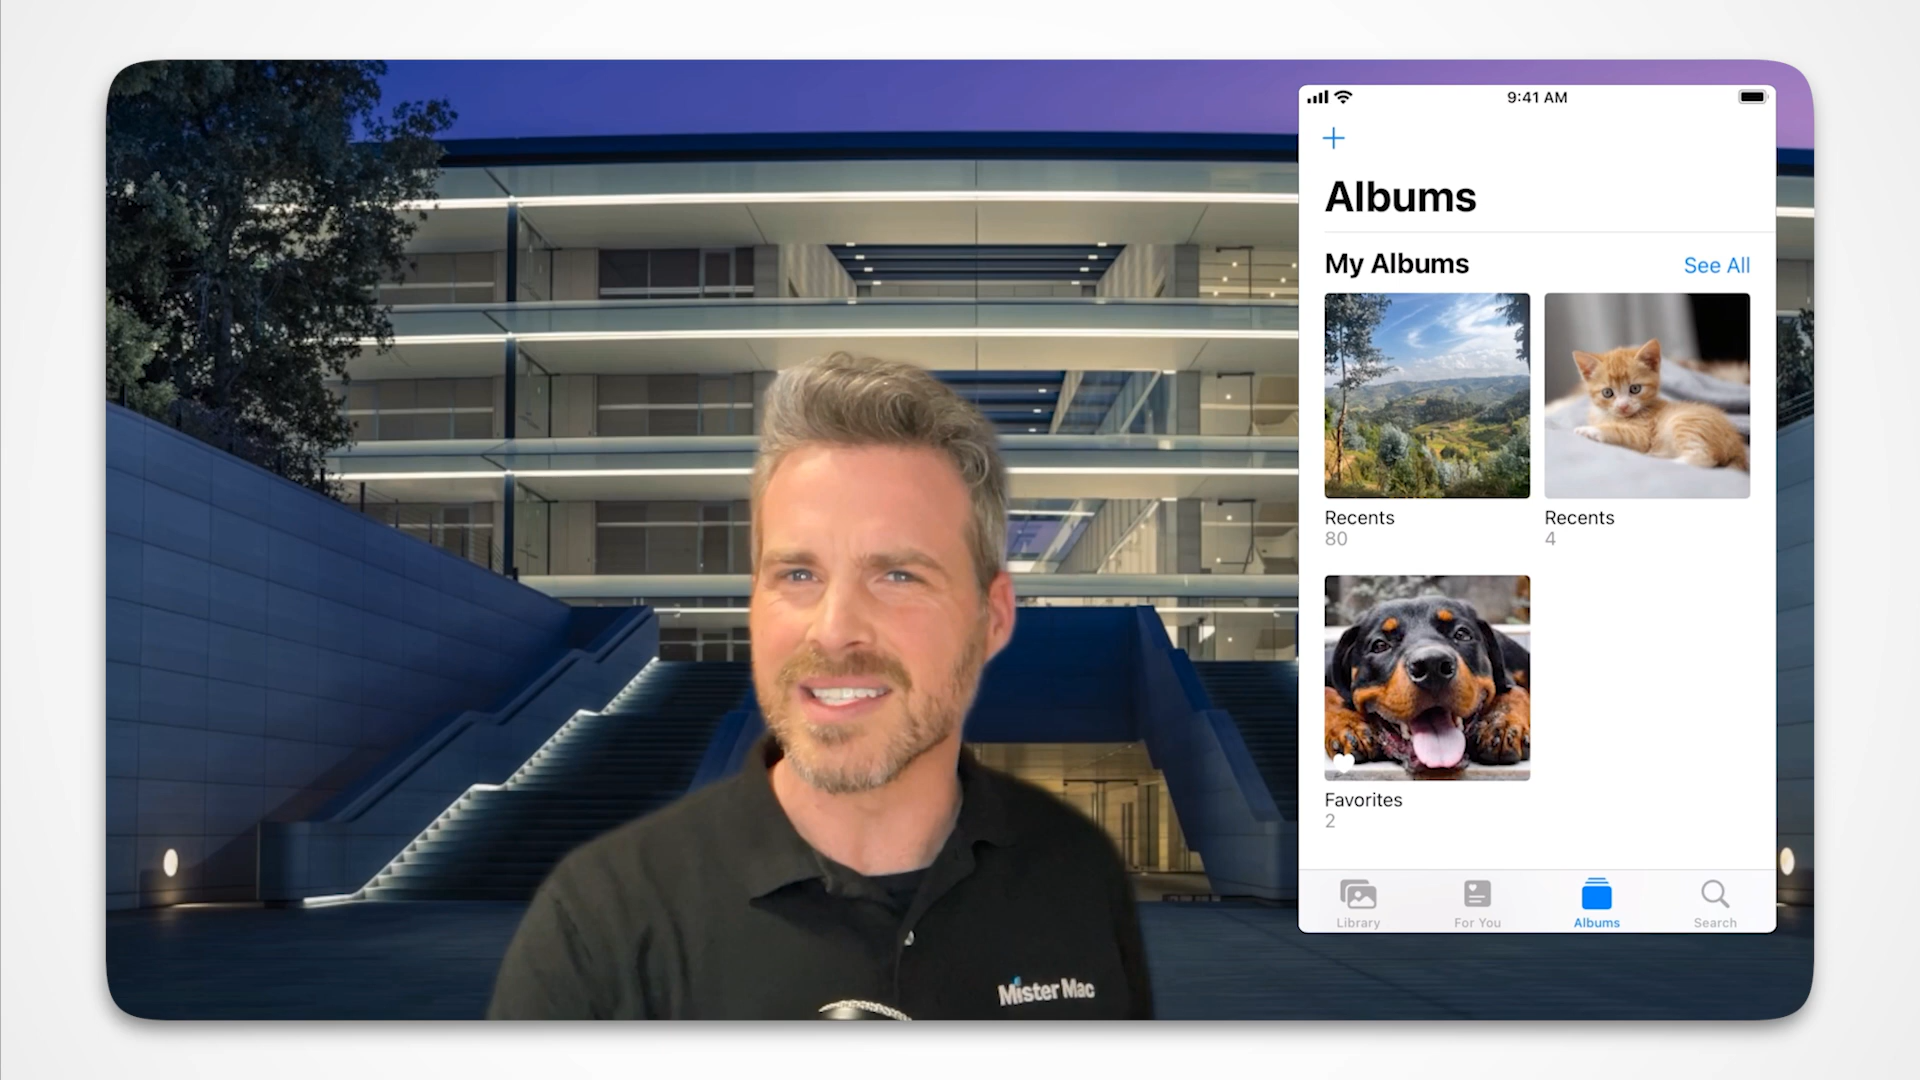 9:41 AM
Albums
My Albums
See All
Recents
80
Recents
4
Favorites
2
Library
For You
Albums
Search
Mister Mac